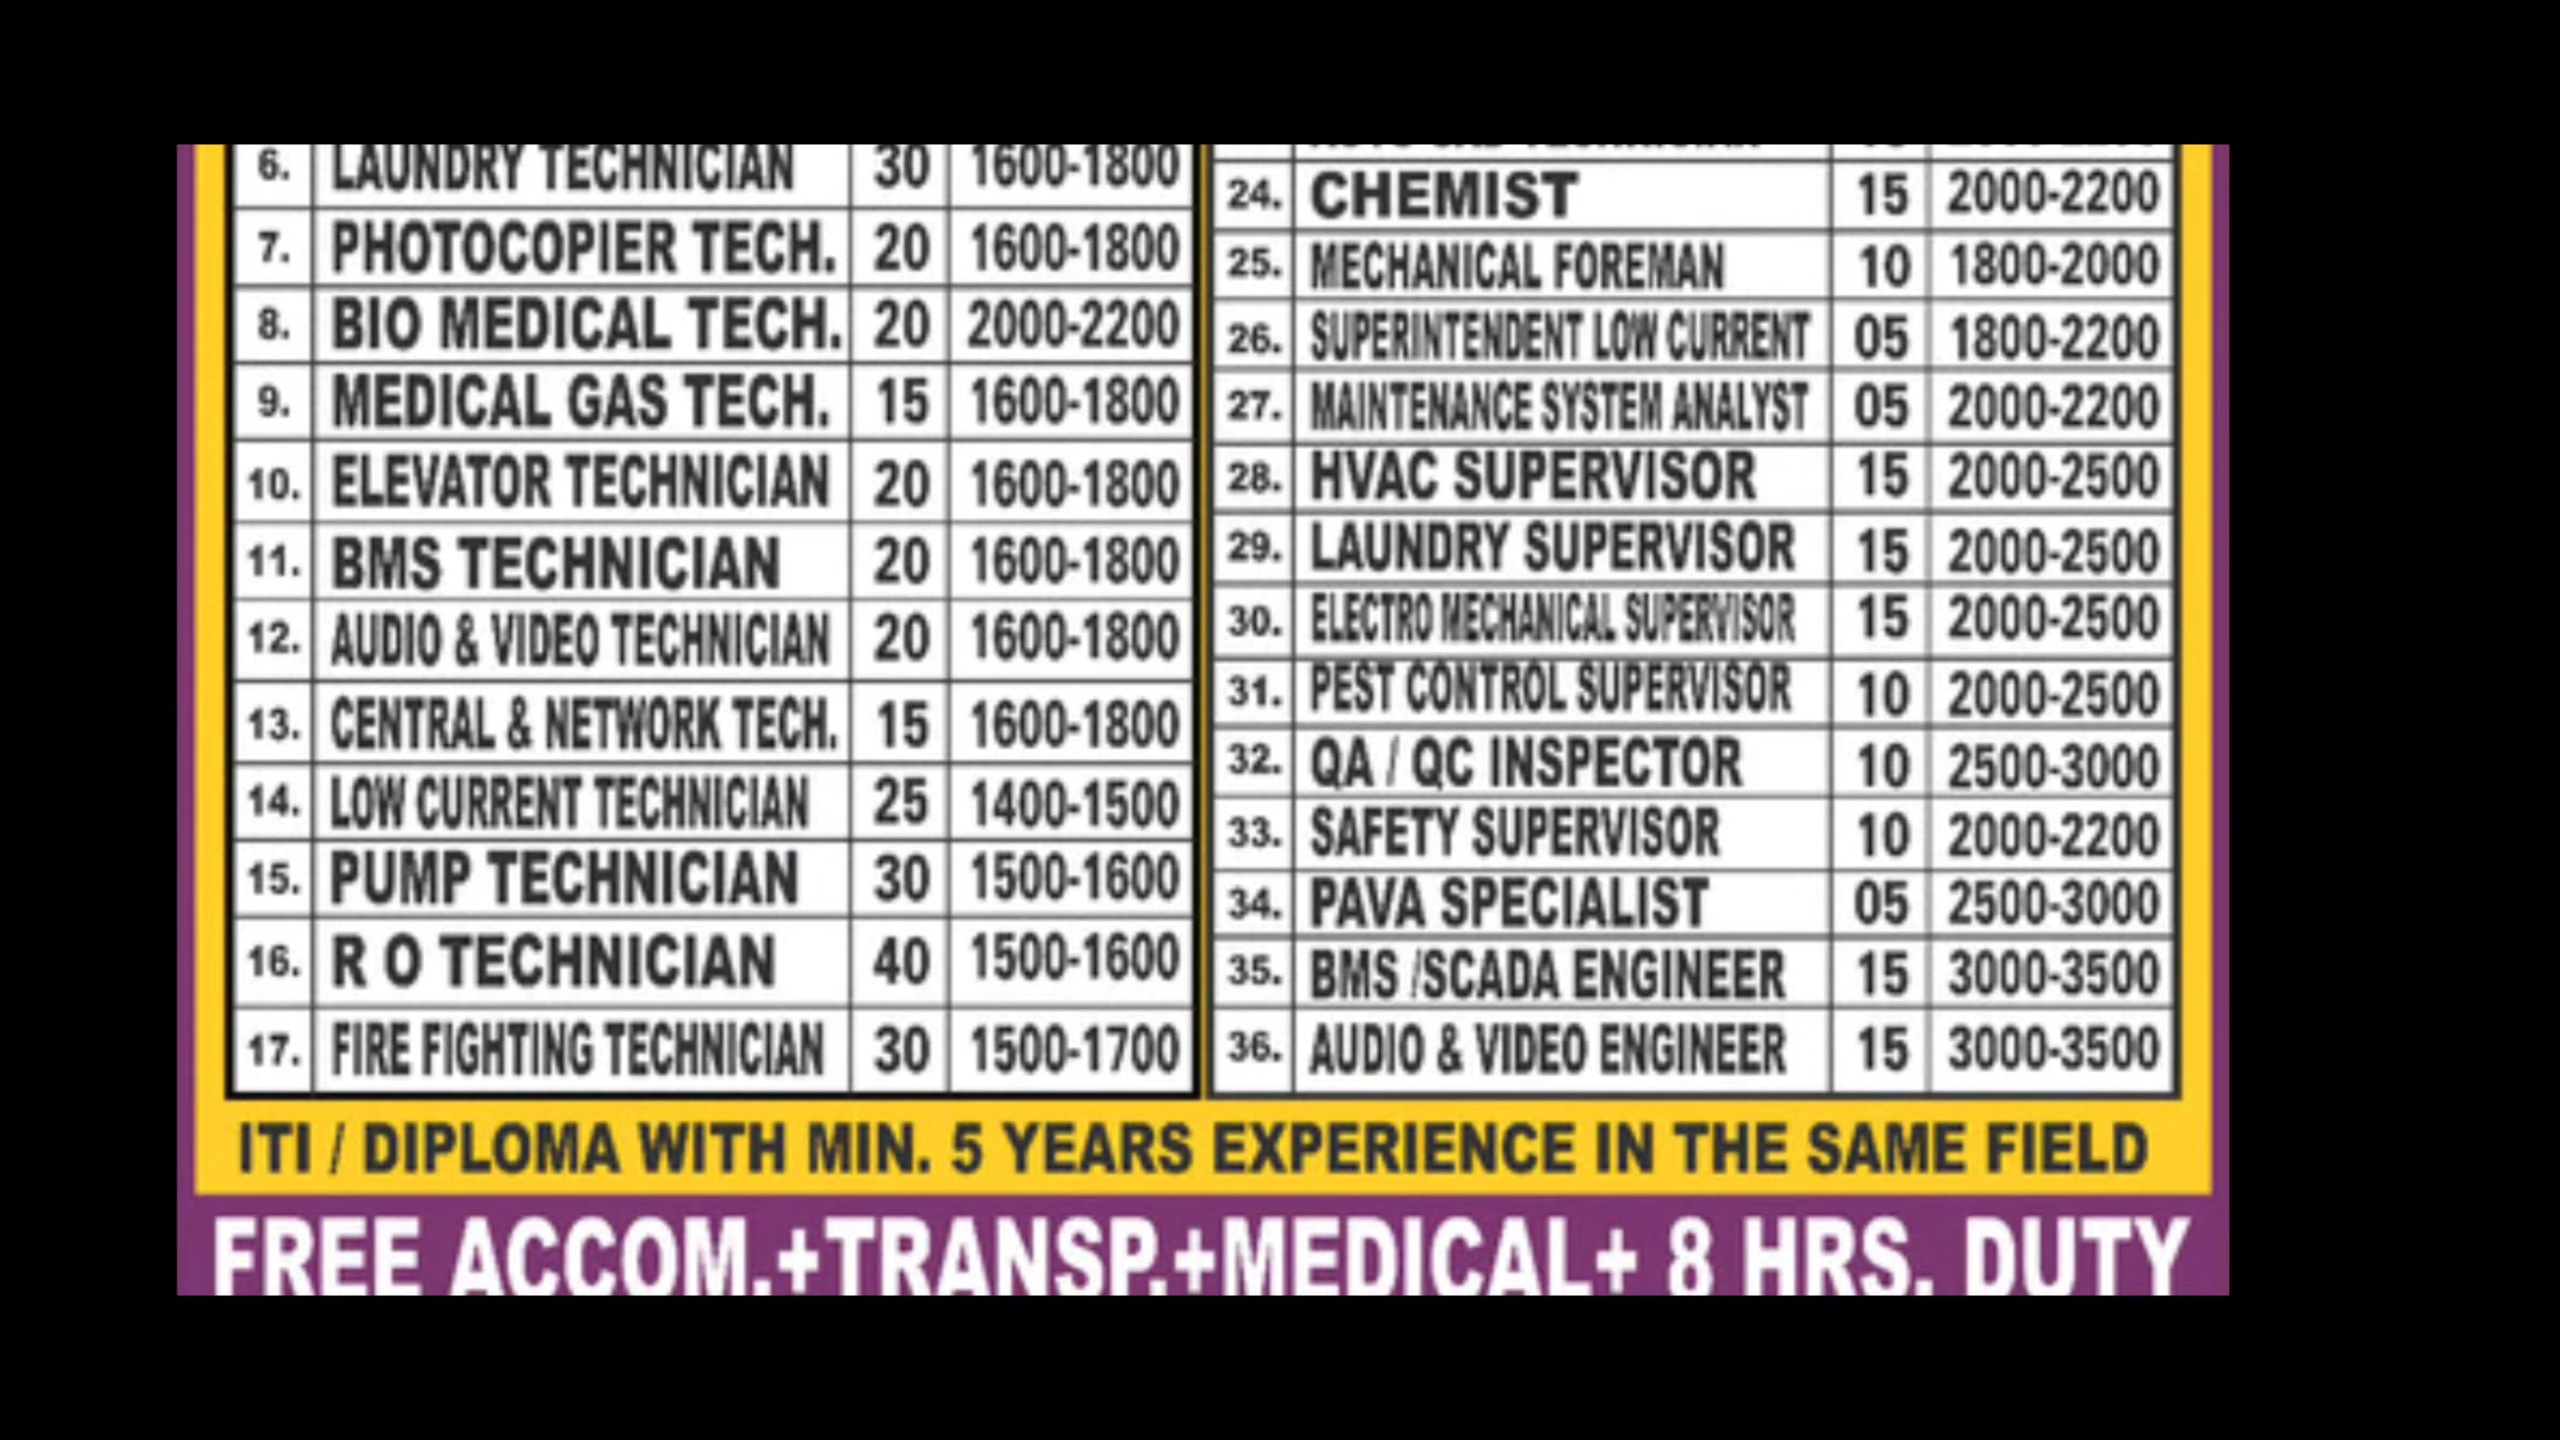 6. LAUNDRY TECHNICIAN 30 1600-1800
7. PHOTOCOPIER TECH. 20 1600-1800
8. BIO MEDICAL TECH. 20 2000-2200
9. MEDICAL GAS TECH. 15 1600-1800
10. ELEVATOR TECHNICIAN 20 1600-1800
11. BMS TECHNICIAN 20 1600-1800
12. AUDIO & VIDEO TECHNICIAN 20 1600-1800
13. CENTRAL & NETWORK TECH. 15 1600-1800
14. LOW CURRENT TECHNICIAN 25 1400-1500
15. PUMP TECHNICIAN 30 1500-1600
16. R O TECHNICIAN 40 1500-1600
17. FIRE FIGHTING TECHNICIAN 30 1500-1700
24. CHEMIST 15 2000-2200
25. MECHANICAL FOREMAN 10 1800-2000
26. SUPERINTENDENT LOW CURRENT 05 1800-2200
27. MAINTENANCE SYSTEM ANALYST 05 2000-2200
28. HVAC SUPERVISOR 15 2000-2500
29. LAUNDRY SUPERVISOR 15 2000-2500
30. ELECTRO MECHANICAL SUPERVISOR 15 2000-2500
31. PEST CONTROL SUPERVISOR 10 2000-2500
32. QA / QC INSPECTOR 10 2500-3000
33. SAFETY SUPERVISOR 10 2000-2200
34. PAVA SPECIALIST 05 2500-3000
35. BMS /SCADA ENGINEER 15 3000-3500
36. AUDIO & VIDEO ENGINEER 15 3000-3500
ITI / DIPLOMA WITH MIN. 5 YEARS EXPERIENCE IN THE SAME FIELD
FREE ACCOM.+TRANSP.+MEDICAL+ 8 HRS. DUTY